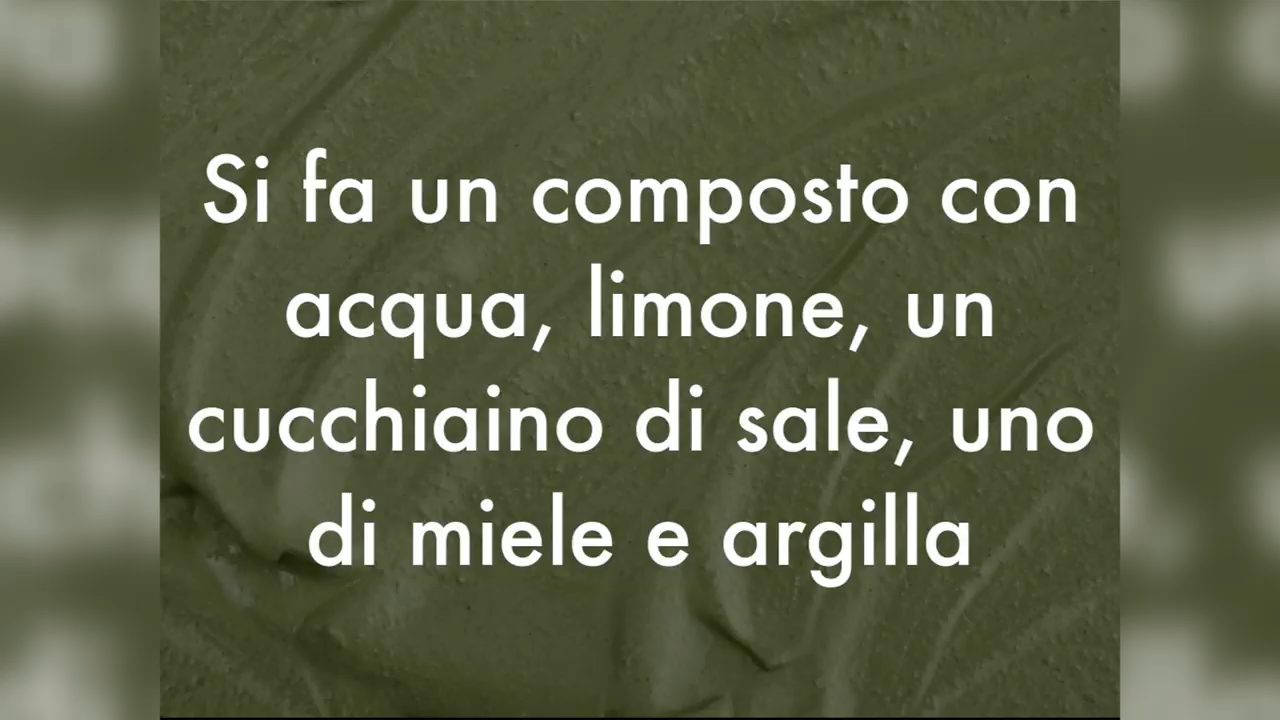 Si fa un composto con
acqua, limone, un
cucchiaino di sale, uno
di miele e argilla